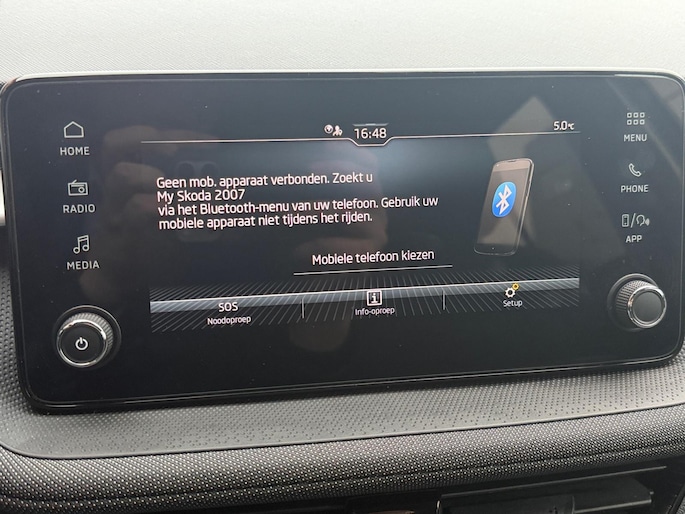 16:48
5.0°C
HOME
RADIO
MEDIA
Geen mob. apparaat verbonden. Zoekt u
My Skoda 2007
via het Bluetooth-menu van uw telefoon. Gebruik uw
mobiele apparaat niet tijdens het rijden.
Mobiele telefoon kiezen
SOS
Noodoproep
Info-oproep
Setup
MENU
PHONE
APP